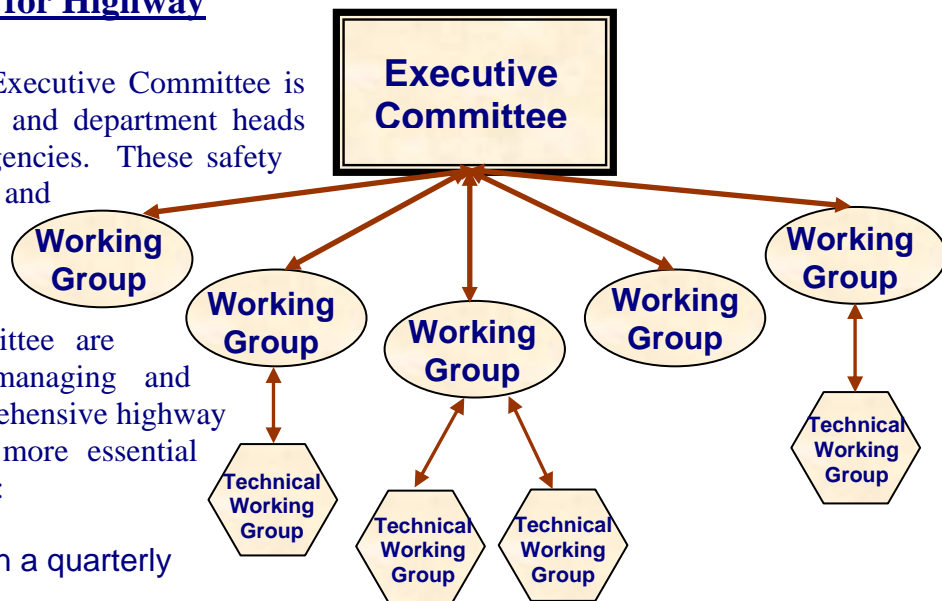 for Highway
Executive Committee is
and department heads
gencies. These safety
and
ittee are
managing and
rehensive highway
more essential
:
n a quarterly
Executive
Committee
Working
Group
Working
Group
Working
Group
Working
Group
Working
Group
Technical
Working
Group
Technical
Working
Group
Technical
Working
Group
Technical
Working
Group